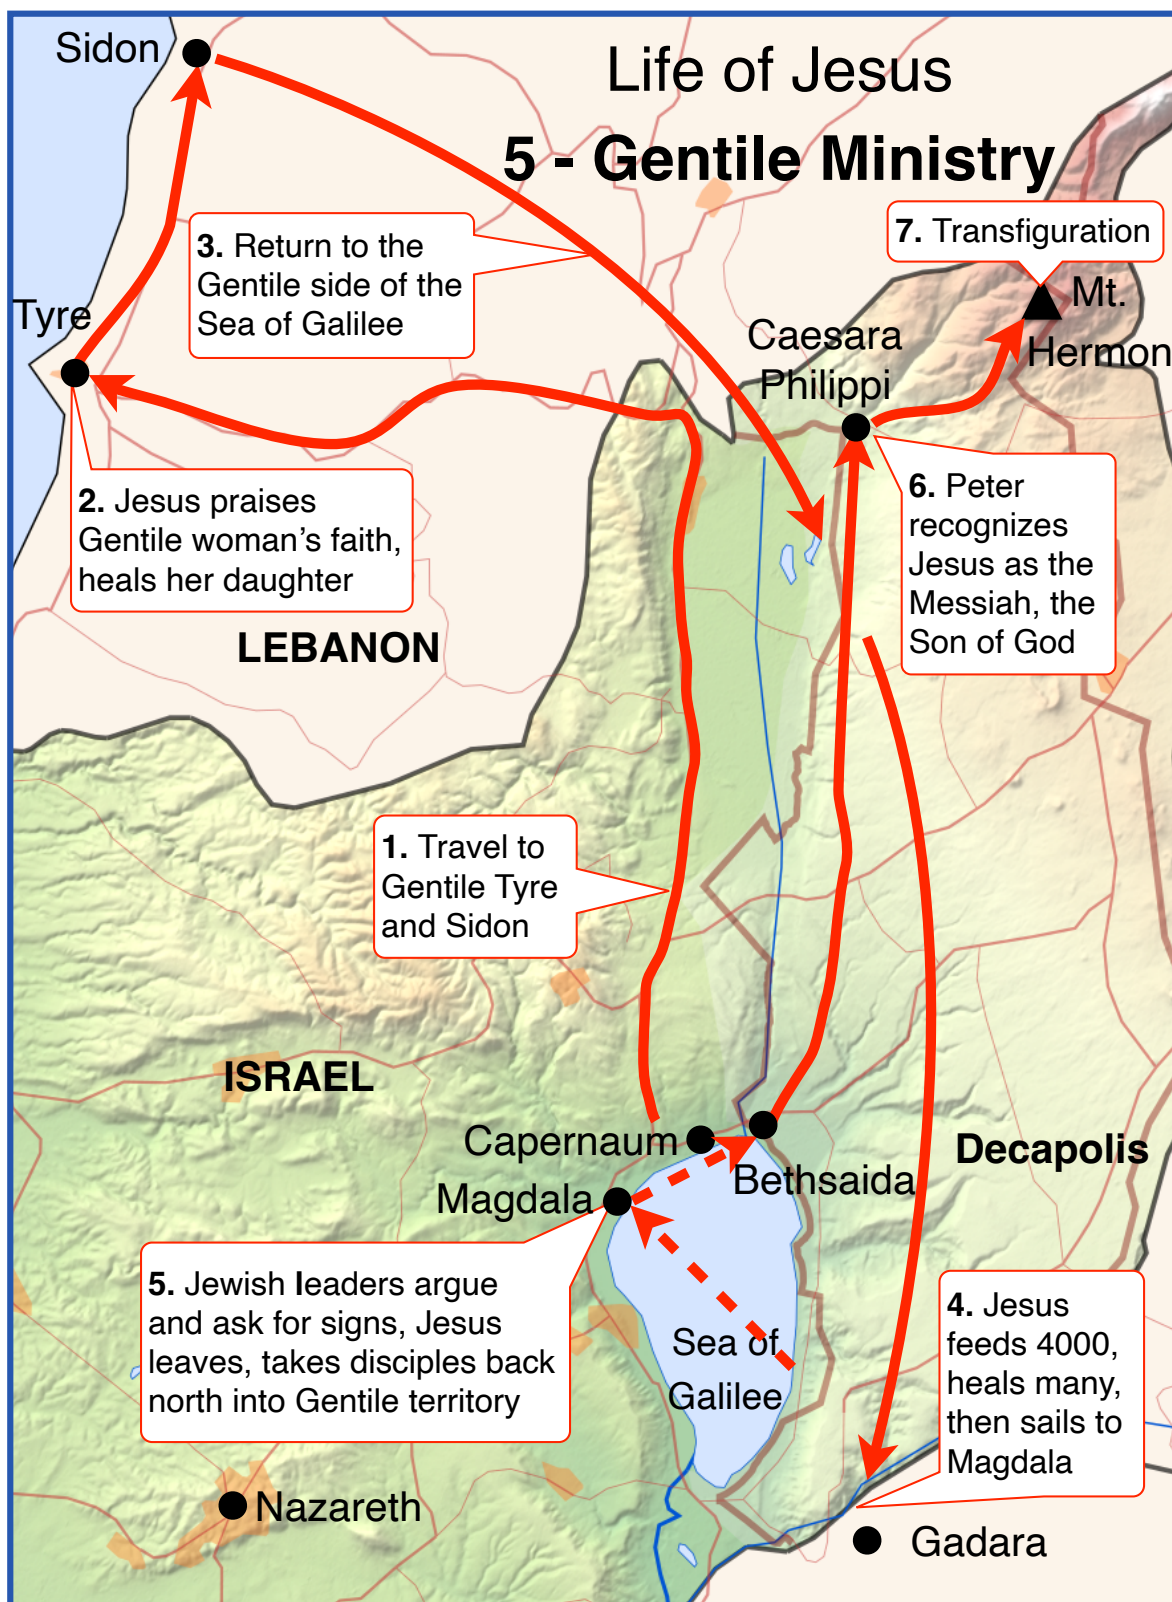 Life of Jesus
5 - Gentile Ministry
Sidon
3. Return to the
Gentile side of the
Sea of Galilee
7. Transfiguration
Mt.
Hermon
Tyre
Caesara
Philippi
2. Jesus praises
Gentile woman's faith,
heals her daughter
6. Peter
recognizes
Jesus as the
Messiah, the
Son of God
LEBANON
1. Travel to
Gentile Tyre
and Sidon
ISRAEL
Capernaum
Decapolis
Bethsaida
Magdala
5. Jewish leaders argue
and ask for signs, Jesus
leaves, takes disciples back
north into Gentile territory
Sea of
Galilee
4. Jesus
feeds 4000,
heals many,
then sails to
Magdala
Nazareth
Gadara